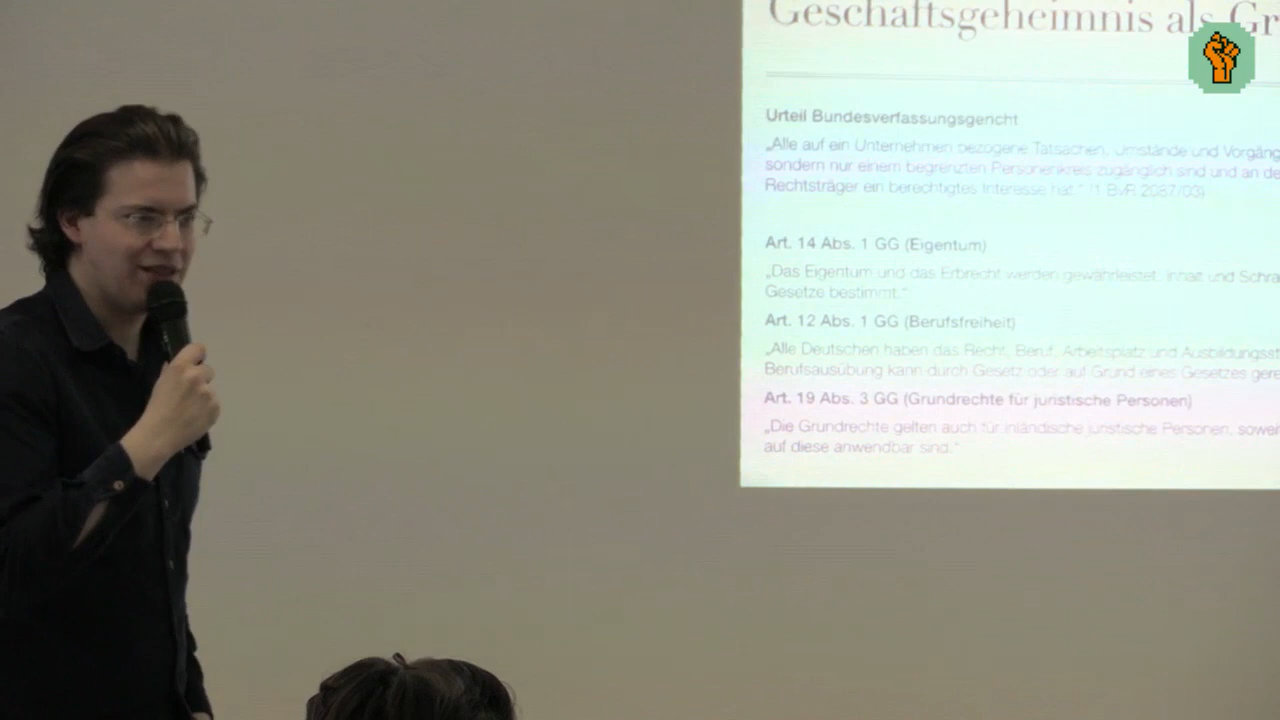 Geschäftsgeheimnis als Gr
Urteil Bundesverfassungsgericht
„Alle auf ein Unternehmen bezogene Tatsachen, Umstände und Vorgäng
sondern nur einem begrenzten Personenkreis zugänglich sind und an de
Rechtsträger ein berechtigtes Interesse hat." (1 BvR 2087/03)
Art. 14 Abs. 1 GG (Eigentum)
„Das Eigentum und das Erbrecht werden gewährleistet. Inhalt und Schra
Gesetze bestimmt."
Art. 12 Abs. 1 GG (Berufsfreiheit)
„Alle Deutschen haben das Recht, Beruf, Arbeitsplatz und Ausbildungsst
Berufsausübung kann durch Gesetz oder auf Grund eines Gesetzes gere
Art. 19 Abs. 3 GG (Grundrechte für juristische Personen)
„Die Grundrechte gelten auch für inländische juristische Personen, sowei
auf diese anwendbar sind."